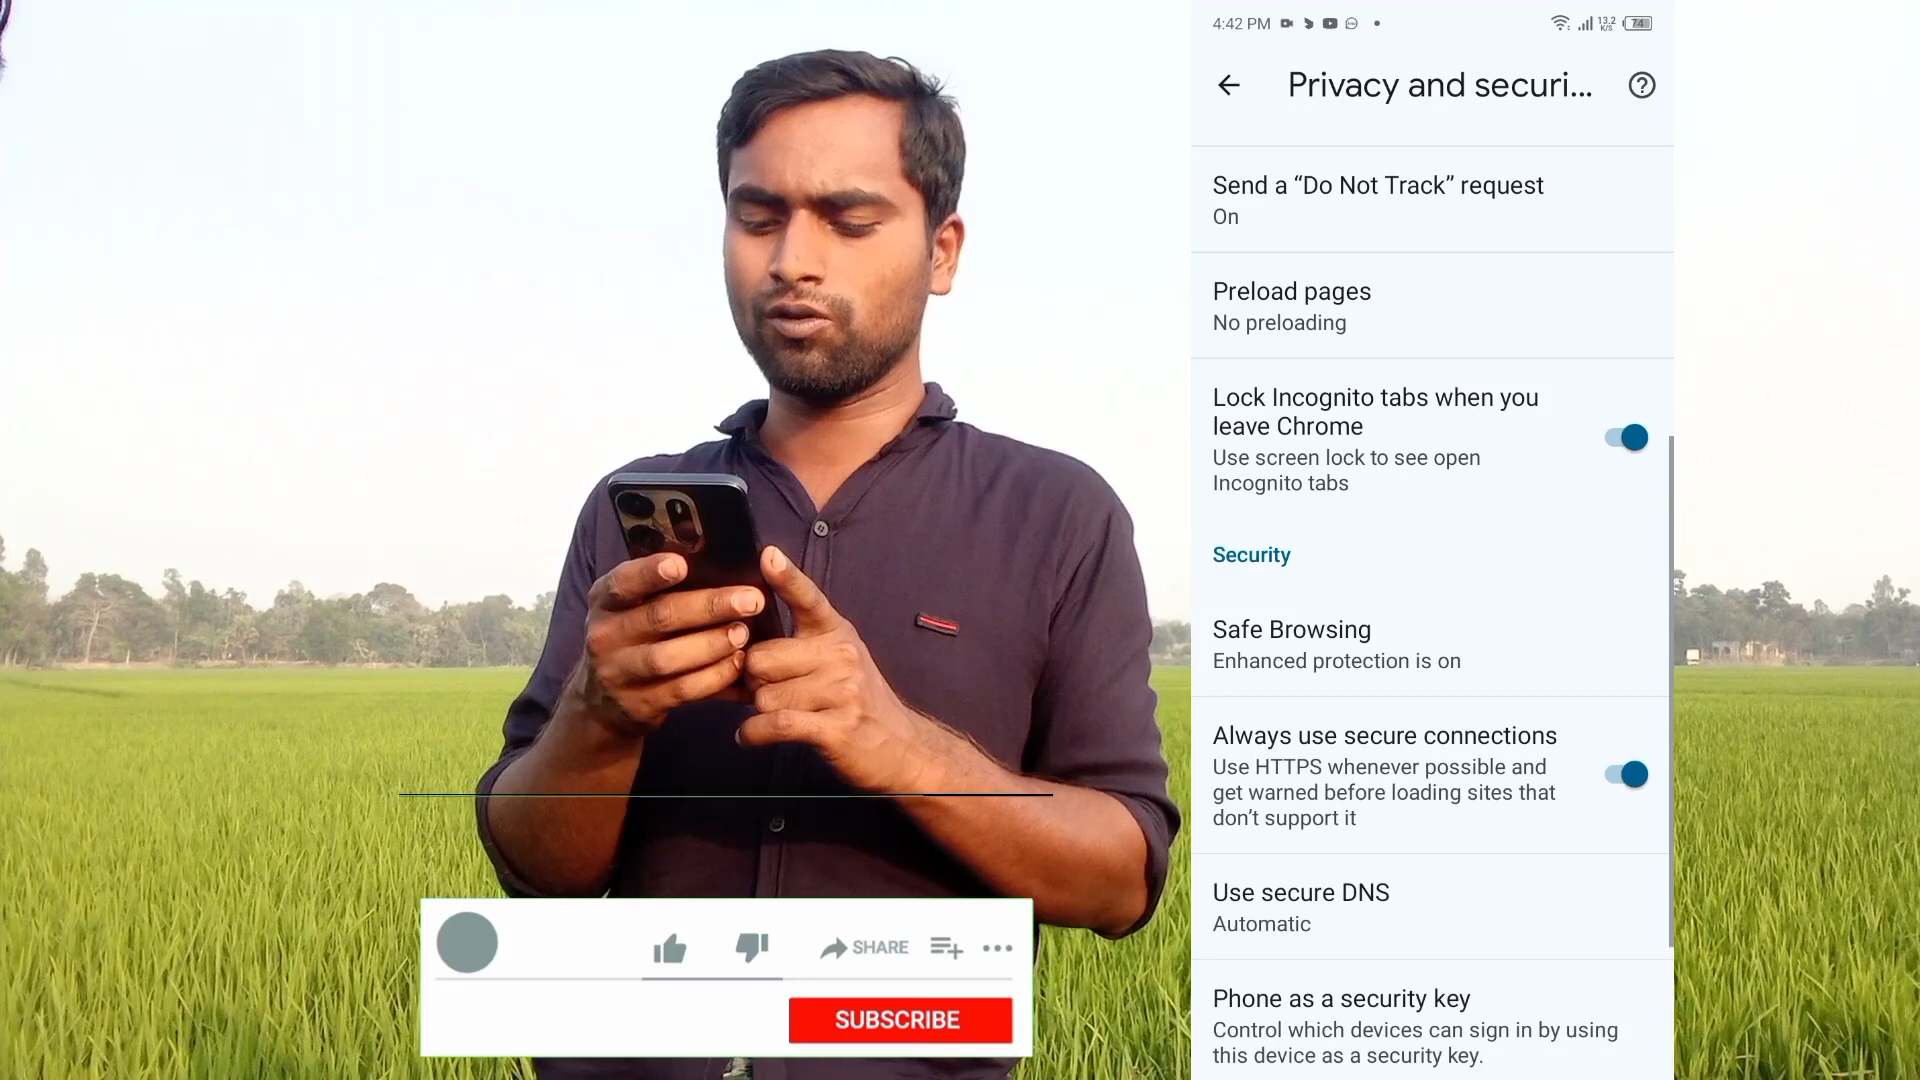 4:42 PM
13.2
K/S
74
Privacy and securi...
Send a “Do Not Track” request
On
Preload pages
No preloading
Lock Incognito tabs when you
leave Chrome
Use screen lock to see open
Incognito tabs
Security
Safe Browsing
Enhanced protection is on
Always use secure connections
Use HTTPS whenever possible and
get warned before loading sites that
don’t support it
Use secure DNS
Automatic
Phone as a security key
Control which devices can sign in by using
this device as a security key.
SHARE
SUBSCRIBE